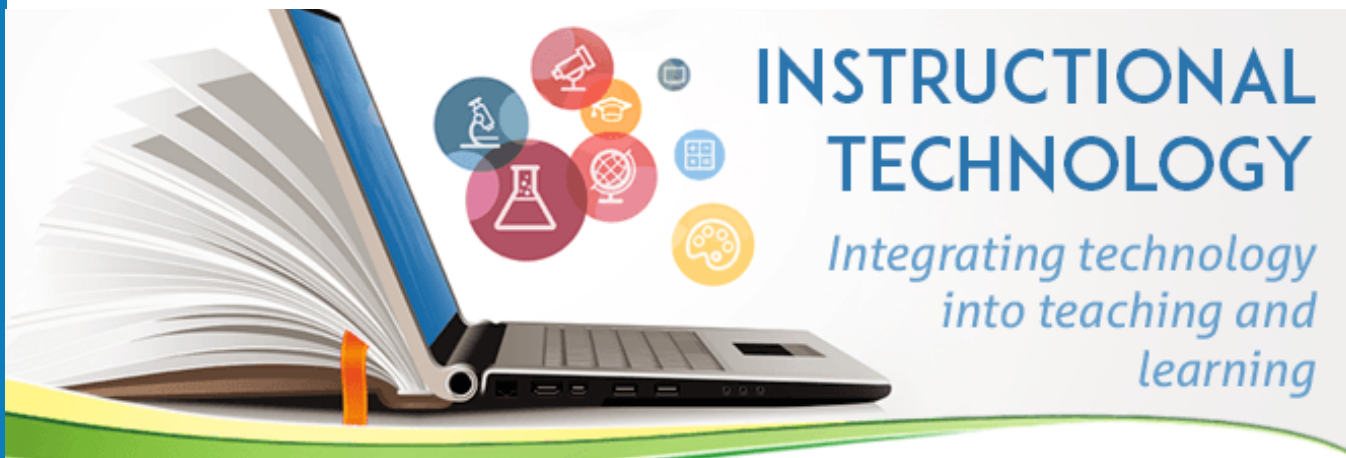 INSTRUCTIONAL
TECHNOLOGY
Integrating technology
into teaching and
learning